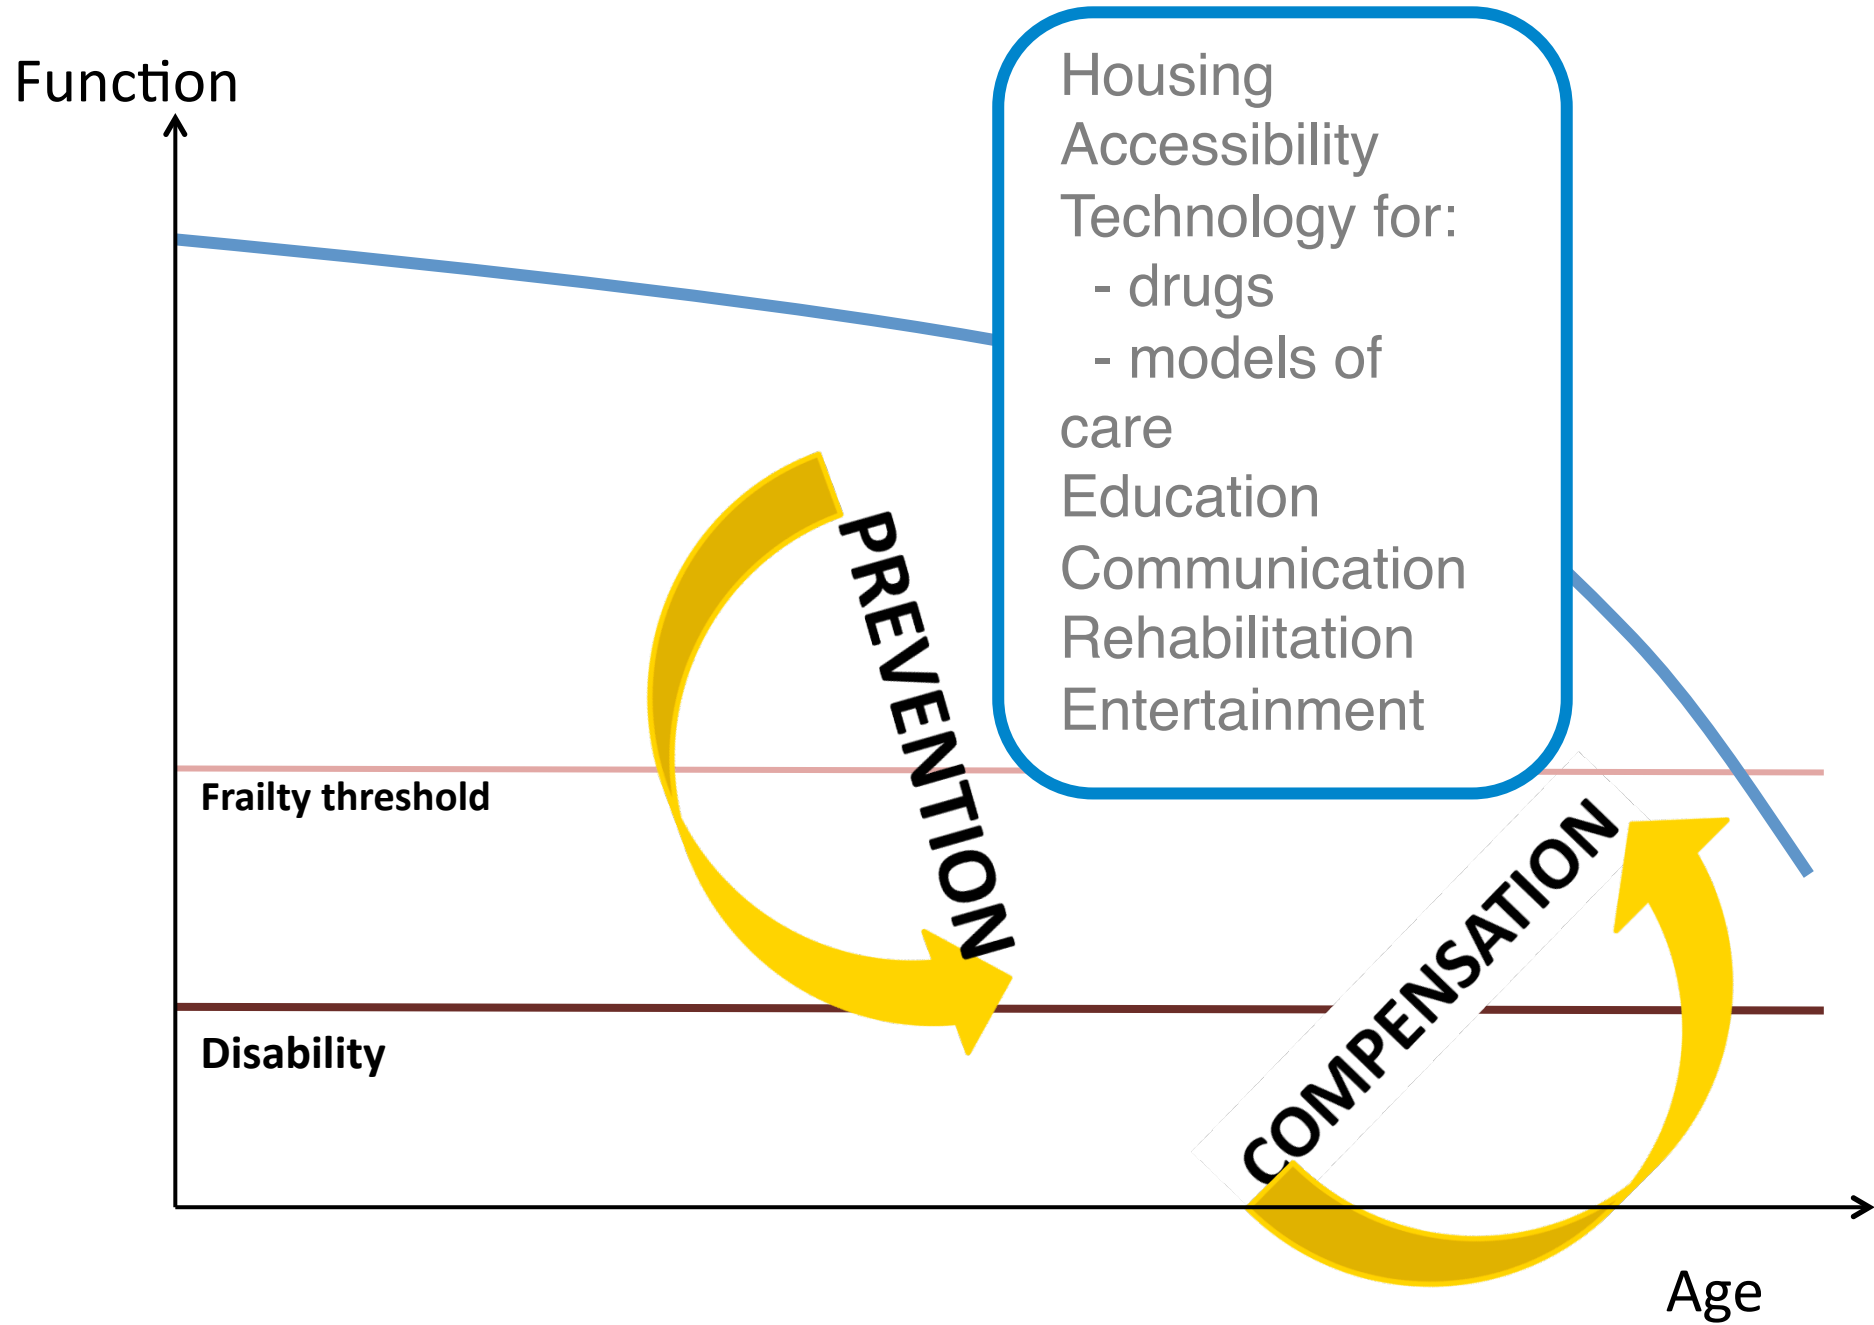 Function
Housing
Accessibility
Technology for:
- drugs
- models of
care
Education
Communication
Rehabilitation
Entertainment
PREVENTION
Frailty threshold
COMPENSATION
Disability
Age